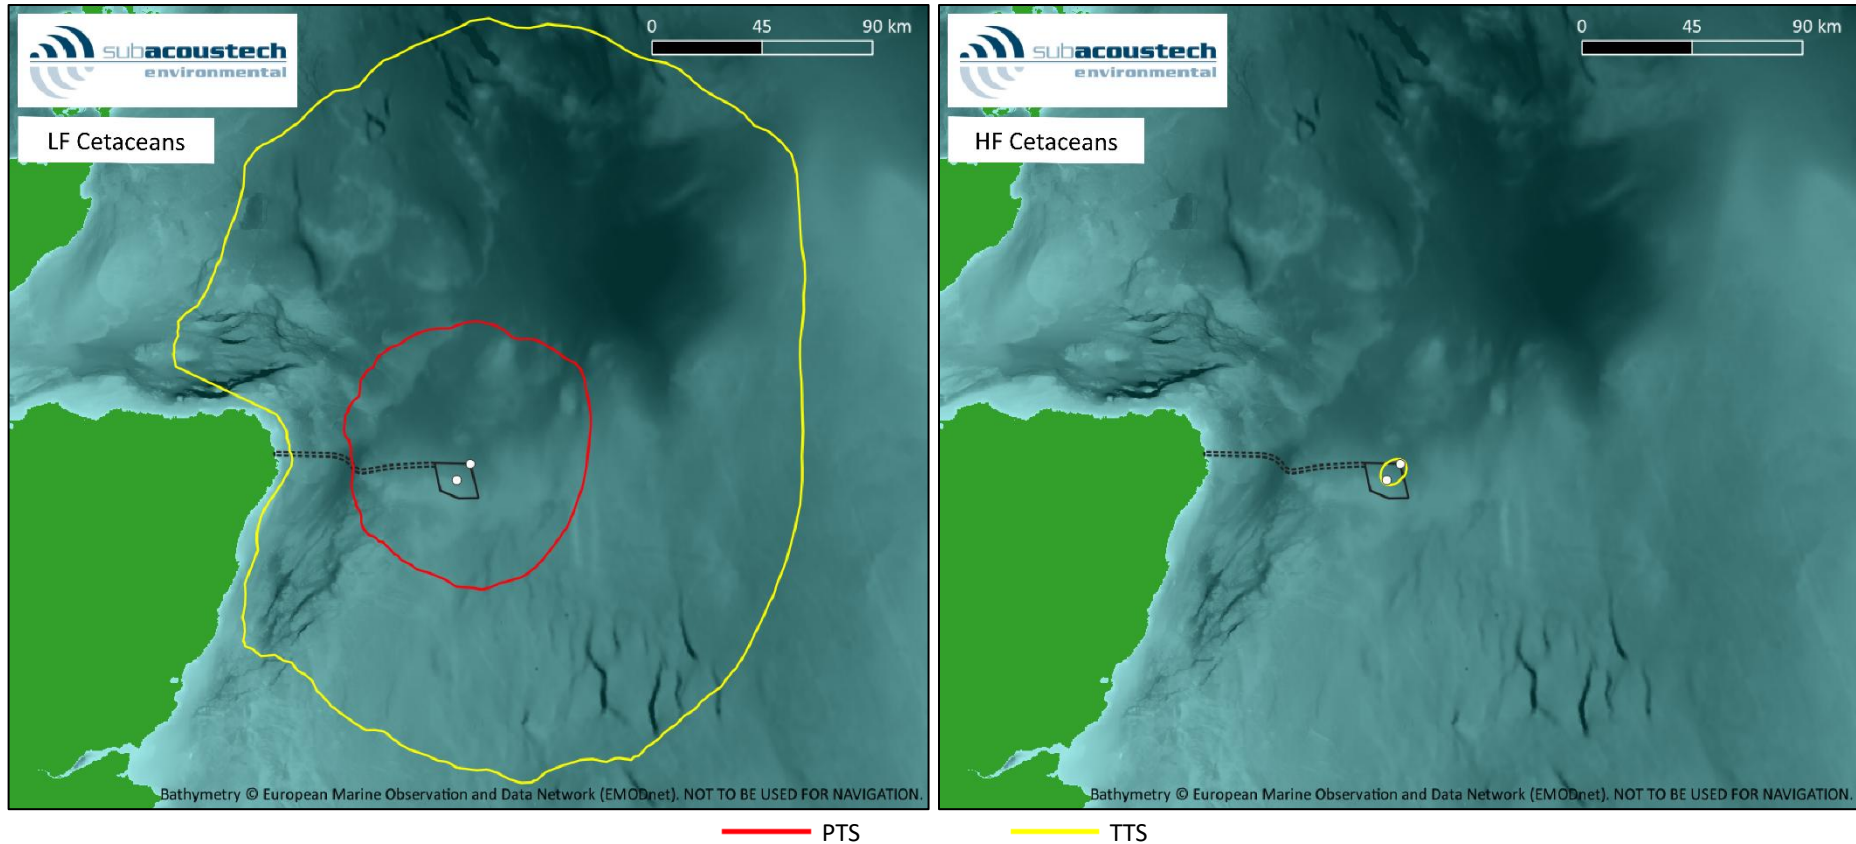 subacoustech
environmental
LF Cetaceans
0 45 90 km
Bathymetry © European Marine Observation and Data Network (EMODnet). NOT TO BE USED FOR NAVIGATION.
subacoustech
environmental
HF Cetaceans
0 45 90 km
Bathymetry © European Marine Observation and Data Network (EMODnet). NOT TO BE USED FOR NAVIGATION.
PTS TTS